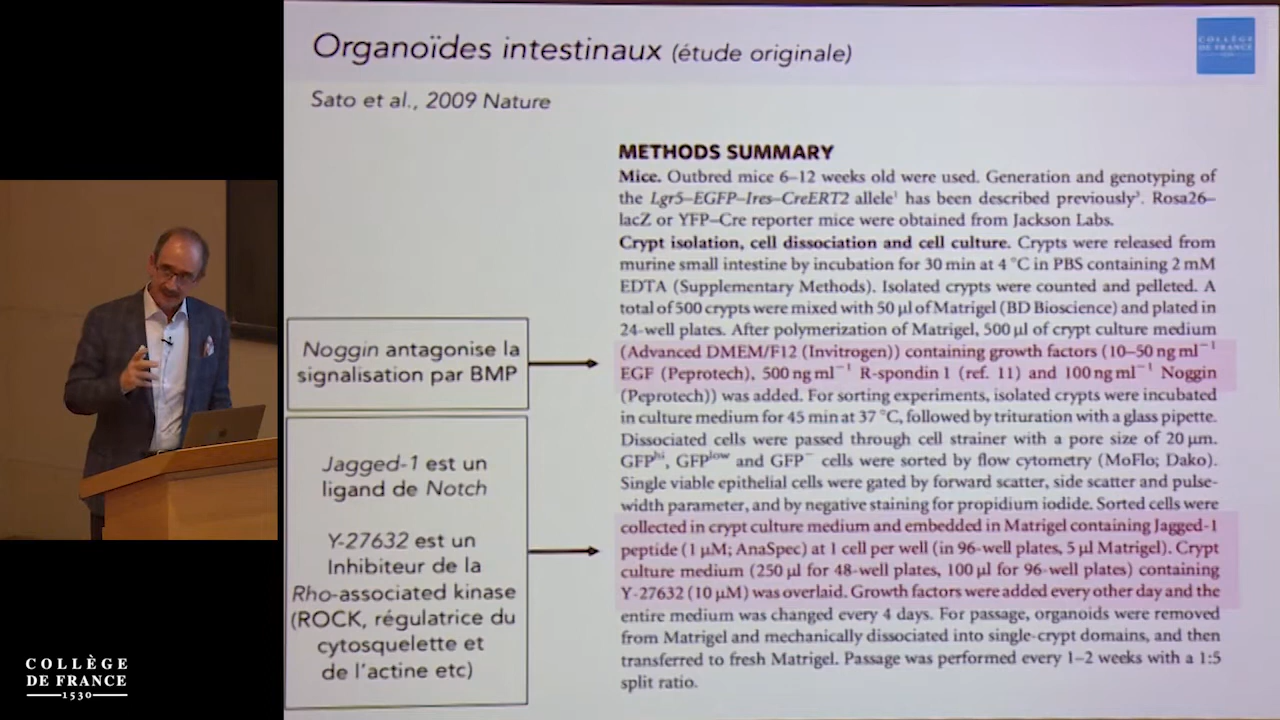 Organoïdes intestinaux (étude originale)
COLLÈGE
DE FRANCE
1530
Sato et al., 2009 Nature
METHODS SUMMARY
Mice. Outbred mice 6–12 weeks old were used. Generation and genotyping of
the Lgr5–EGFP–Ires–CreERT2 allele¹ has been described previously³. Rosa26–
lacZ or YFP–Cre reporter mice were obtained from Jackson Labs.
Crypt isolation, cell dissociation and cell culture. Crypts were released from
murine small intestine by incubation for 30 min at 4 °C in PBS containing 2 mM
EDTA (Supplementary Methods). Isolated crypts were counted and pelleted. A
total of 500 crypts were mixed with 50 µl of Matrigel (BD Bioscience) and plated in
24-well plates. After polymerization of Matrigel, 500 µl of crypt culture medium
(Advanced DMEM/F12 (Invitrogen)) containing growth factors (10–50 ng ml⁻¹
EGF (Peprotech), 500 ng ml⁻¹ R-spondin 1 (ref. 11) and 100 ng ml⁻¹ Noggin
(Peprotech)) was added. For sorting experiments, isolated crypts were incubated
in culture medium for 45 min at 37 °C, followed by trituration with a glass pipette.
Dissociated cells were passed through cell strainer with a pore size of 20 µm.
GFPʰⁱ, GFPˡᵒʷ and GFP⁻ cells were sorted by flow cytometry (MoFlo; Dako).
Single viable epithelial cells were gated by forward scatter, side scatter and pulse-
width parameter, and by negative staining for propidium iodide. Sorted cells were
collected in crypt culture medium and embedded in Matrigel containing Jagged-1
peptide (1 µM; AnaSpec) at 1 cell per well (in 96-well plates, 5 µl Matrigel). Crypt
culture medium (250 µl for 48-well plates, 100 µl for 96-well plates) containing
Y-27632 (10 µM) was overlaid. Growth factors were added every other day and the
entire medium was changed every 4 days. For passage, organoids were removed
from Matrigel and mechanically dissociated into single-crypt domains, and then
transferred to fresh Matrigel. Passage was performed every 1–2 weeks with a 1:5
split ratio.
Noggin antagonise la
signalisation par BMP
Jagged-1 est un
ligand de Notch
Y-27632 est un
Inhibiteur de la
Rho-associated kinase
(ROCK, régulatrice du
cytosquelette et
de l'actine etc)
COLLÈGE
DE FRANCE
1530